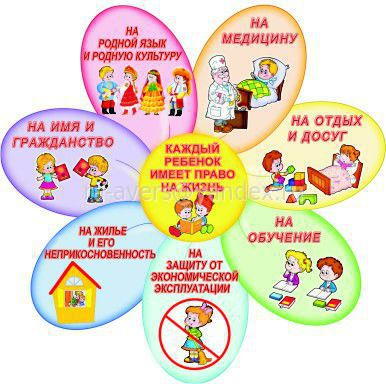 НА
РОДНОЙ ЯЗЫК
И РОДНУЮ КУЛЬТУРУ
НА
МЕДИЦИНУ
НА ИМЯ И
ГРАЖДАНСТВО
КАЖДЫЙ
РЕБЕНОК
ИМЕЕТ ПРАВО
НА ЖИЗНЬ
НА ОТДЫХ
И ДОСУГ
НА ЖИЛЬЕ
И ЕГО
НЕПРИКОСНОВЕННОСТЬ
НА
ЗАЩИТУ ОТ
ЭКОНОМИЧЕСКОЙ
ЭКСПЛУАТАЦИИ
НА
ОБУЧЕНИЕ